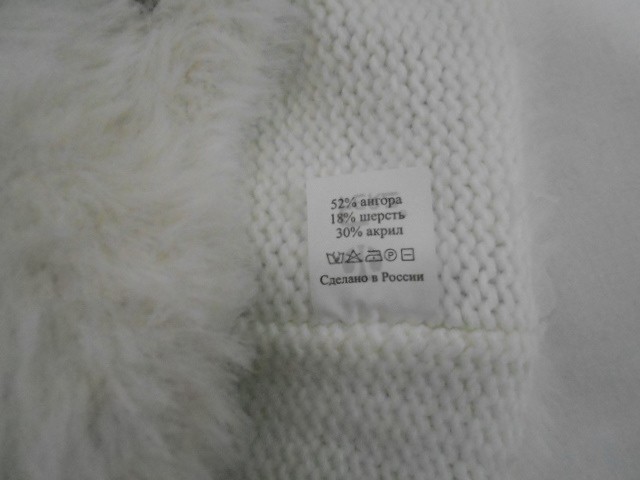 52% ангора
18% шерсть
30% акрил
Сделано в России